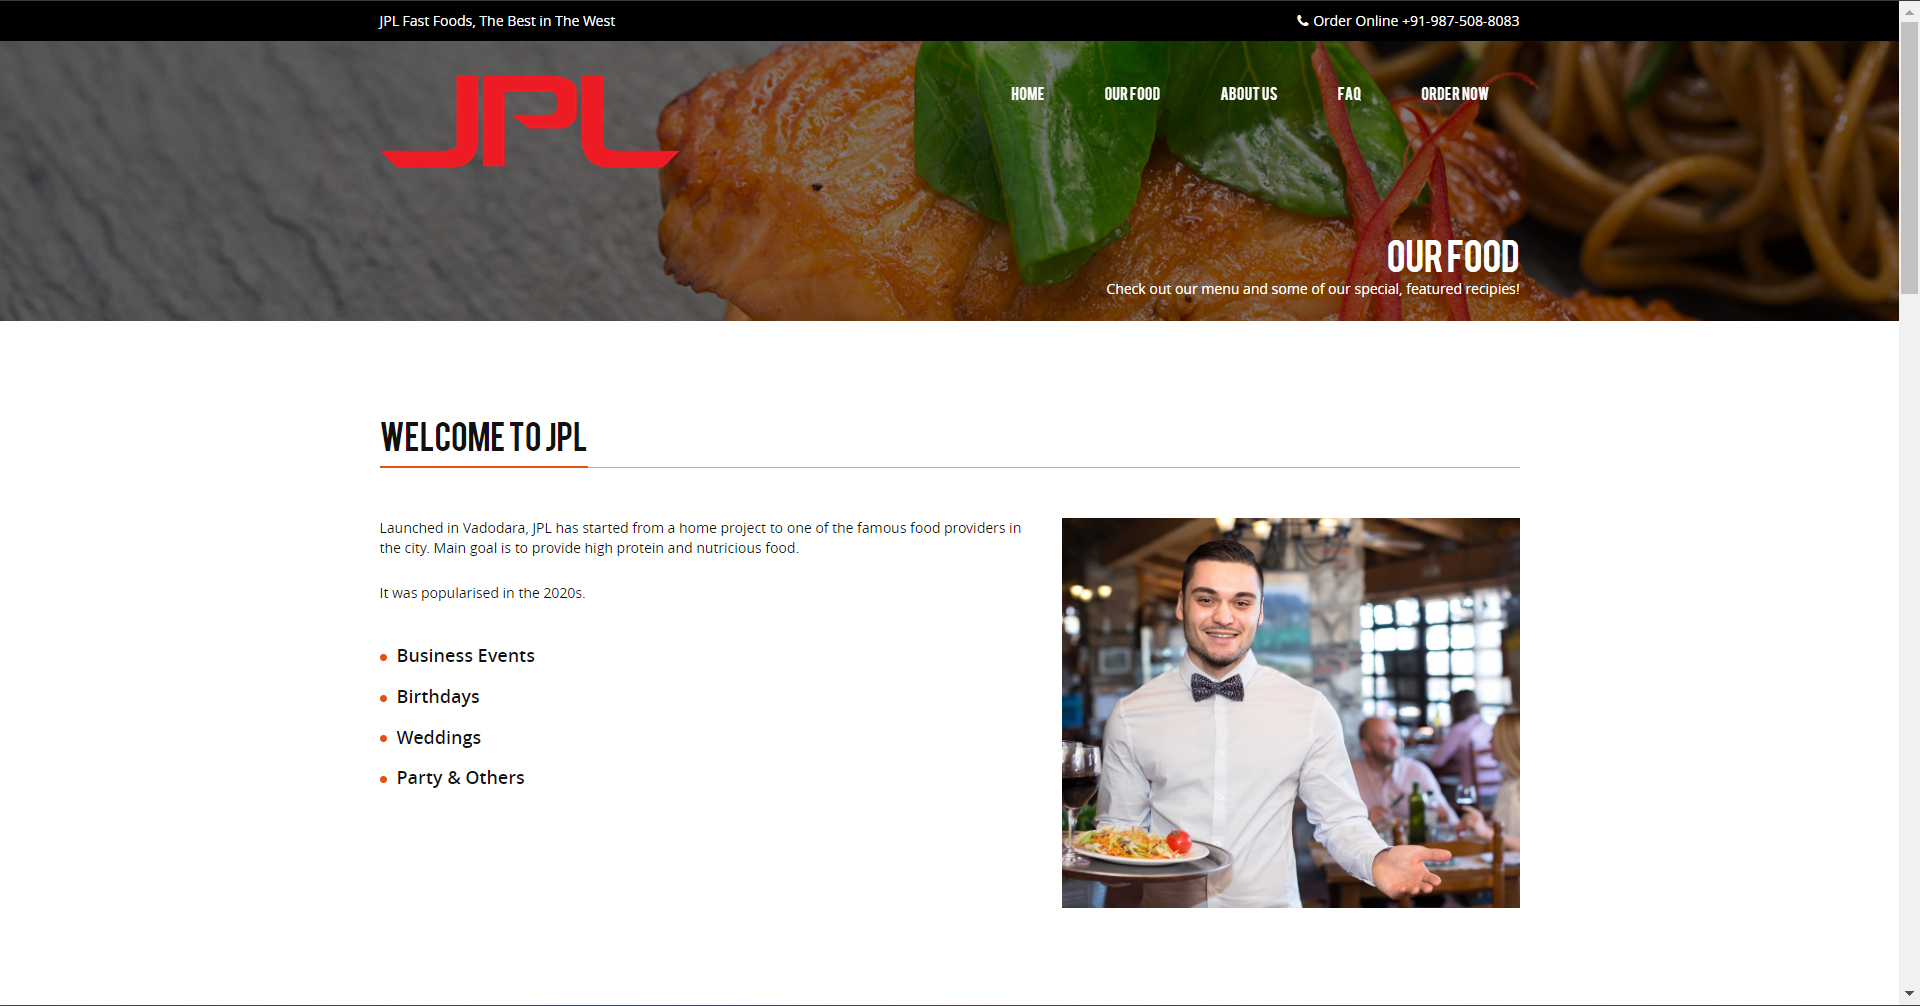 JPL Fast Foods, The Best in The West
Order Online +91-987-508-8083
JPL
HOME
OUR FOOD
ABOUT US
FAQ
ORDER NOW
OUR FOOD
Check out our menu and some of our special, featured recipies!
WELCOME TO JPL
Launched in Vadodara, JPL has started from a home project to one of the famous food providers in
the city. Main goal is to provide high protein and nutricious food.
It was popularised in the 2020s.
Business Events
Birthdays
Weddings
Party & Others